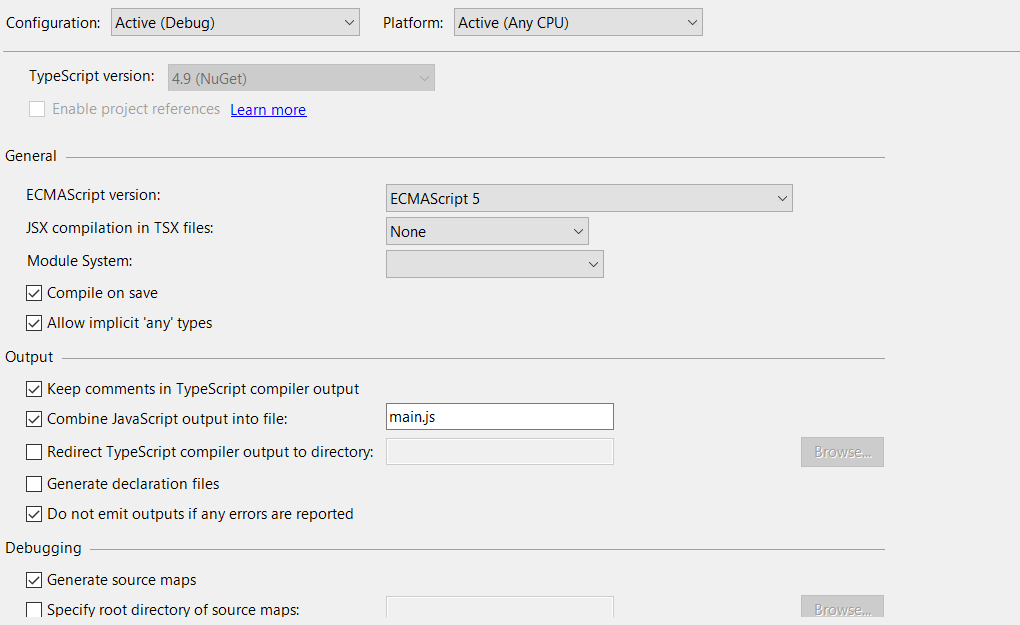 Configuration: Active (Debug) Platform: Active (Any CPU)
TypeScript version: 4.9 (NuGet)
Enable project references Learn more
General
ECMAScript version: ECMAScript 5
JSX compilation in TSX files: None
Module System:
Compile on save
Allow implicit 'any' types
Output
Keep comments in TypeScript compiler output
Combine JavaScript output into file: main.js
Redirect TypeScript compiler output to directory: Browse...
Generate declaration files
Do not emit outputs if any errors are reported
Debugging
Generate source maps
Specify root directory of source maps: Browse...